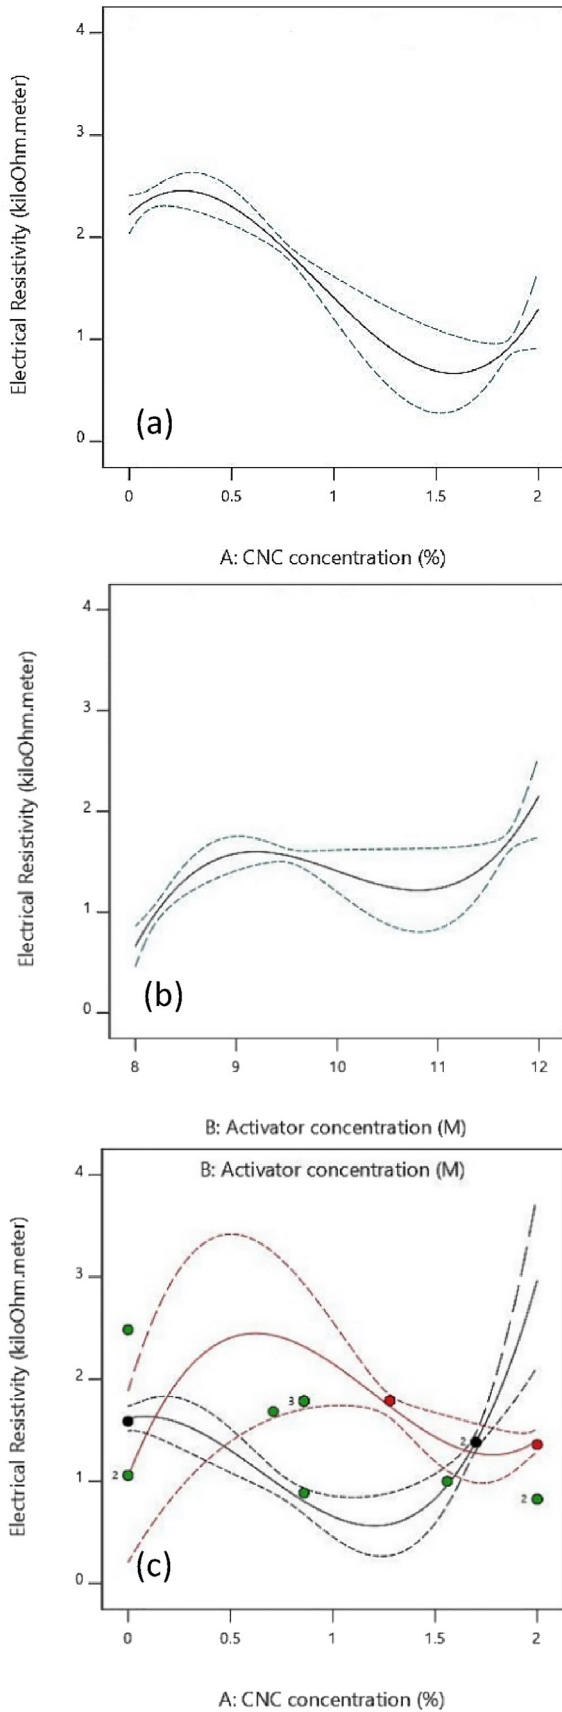 4
3
2
1
0
Electrical Resistivity (kiloOhm.meter)
(a)
0 0.5 1 1.5 2
A: CNC concentration (%)
4
3
2
1
0
Electrical Resistivity (kiloOhm.meter)
(b)
8 9 10 11 12
B: Activator concentration (M)
B: Activator concentration (M)
4
3
2
1
0
Electrical Resistivity (kiloOhm.meter)
3
2
2
2
(c)
0 0.5 1 1.5 2
A: CNC concentration (%)